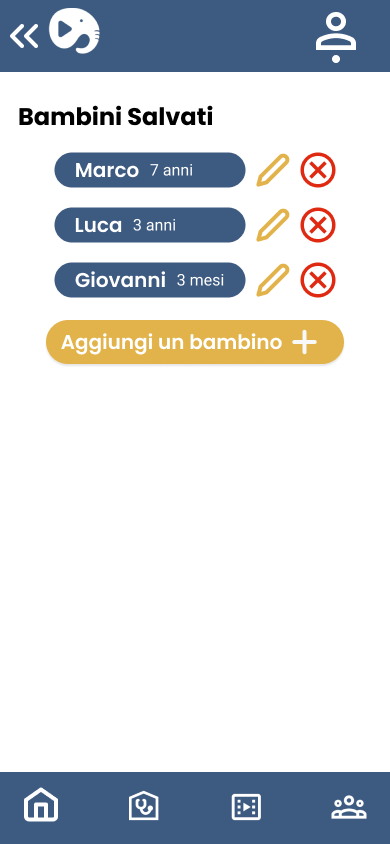 Bambini Salvati
Marco 7 anni
Luca 3 anni
Giovanni 3 mesi
Aggiungi un bambino